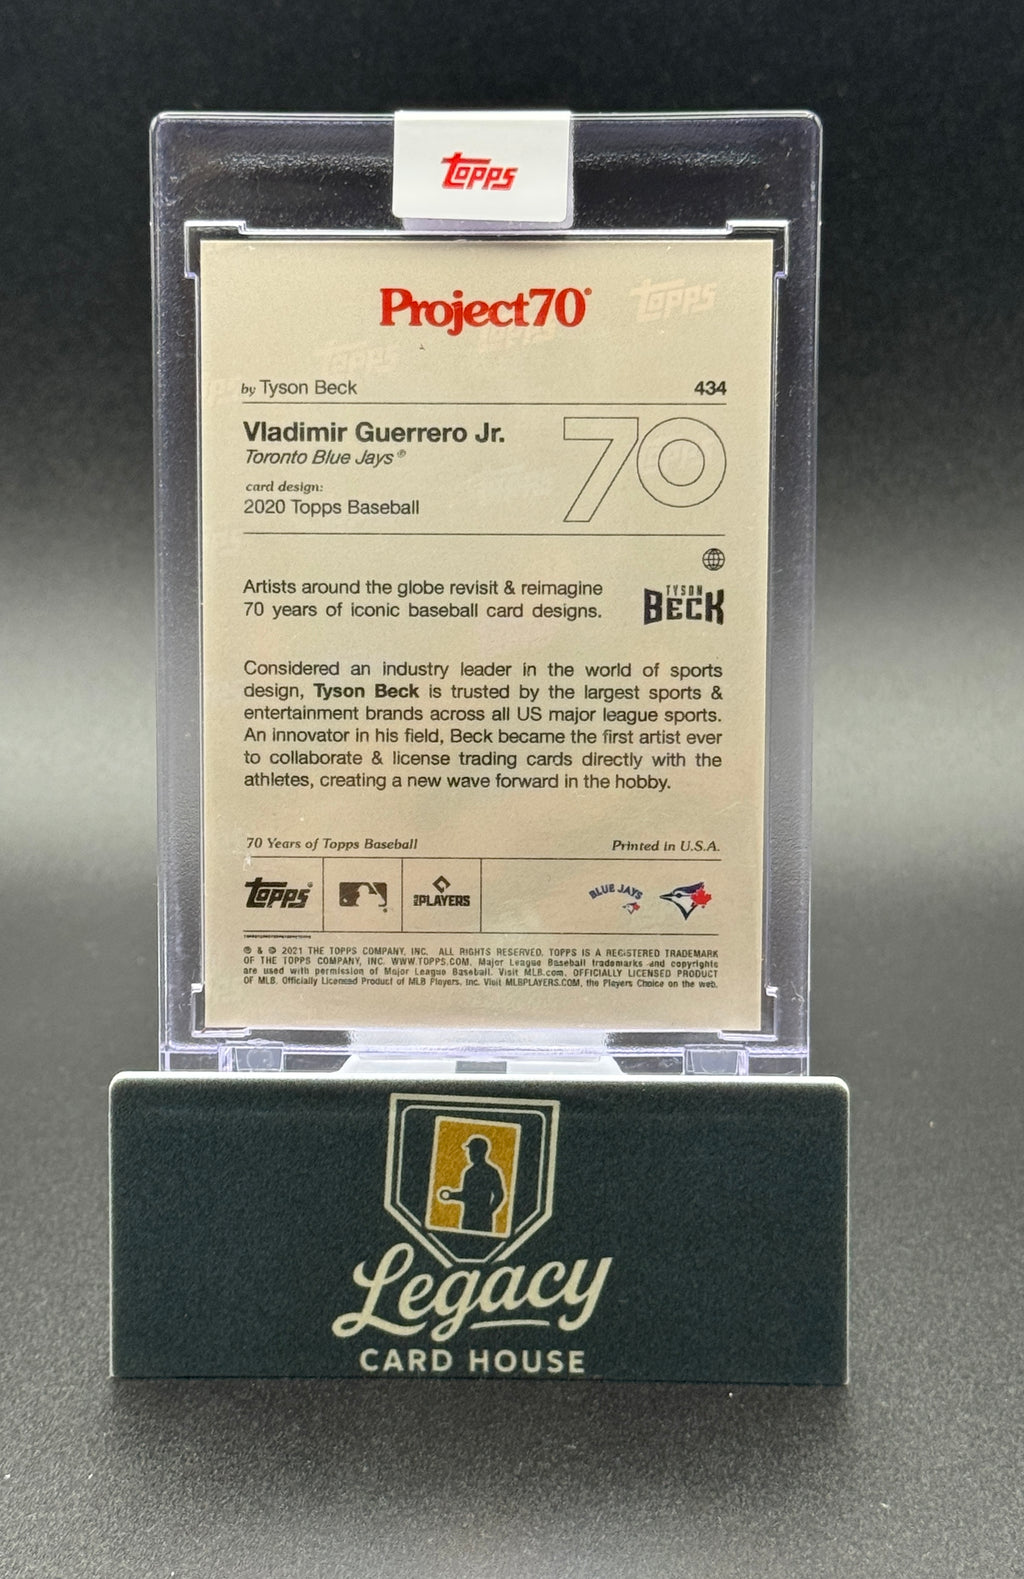 Topps
Project70®
by Tyson Beck 434
Vladimir Guerrero Jr.
Toronto Blue Jays®
card design:
2020 Topps Baseball
70
Artists around the globe revisit & reimagine
70 years of iconic baseball card designs.
TYSON
BECK
Considered an industry leader in the world of sports
design, Tyson Beck is trusted by the largest sports &
entertainment brands across all US major league sports.
An innovator in his field, Beck became the first artist ever
to collaborate & license trading cards directly with the
athletes, creating a new wave forward in the hobby.
70 Years of Topps Baseball Printed in U.S.A.
Topps® PLAYERS BLUE JAYS
® & © 2021 THE TOPPS COMPANY, INC. ALL RIGHTS RESERVED. TOPPS IS A REGISTERED TRADEMARK
OF THE TOPPS COMPANY, INC. WWW.TOPPS.COM. Major League Baseball trademarks and copyrights
are used with permission of Major League Baseball. Visit MLB.com. OFFICIALLY LICENSED PRODUCT
OF MLB. Officially Licensed Product of MLB Players, Inc. Visit MLBPLAYERS.COM, the Players Choice on the web.
Legacy
CARD HOUSE